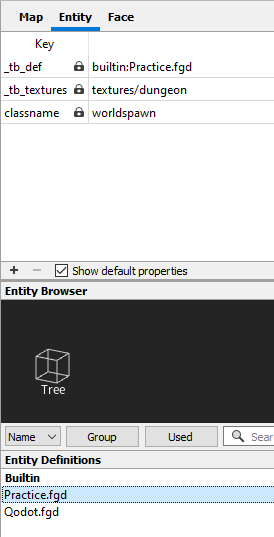 Map Entity Face
Key
_tb_def builtin:Practice.fgd
_tb_textures textures/dungeon
classname worldspawn
+ - Show default properties
Entity Browser
Tree
Name Group Used Sear
Entity Definitions
Builtin
Practice.fgd
Qodot.fgd